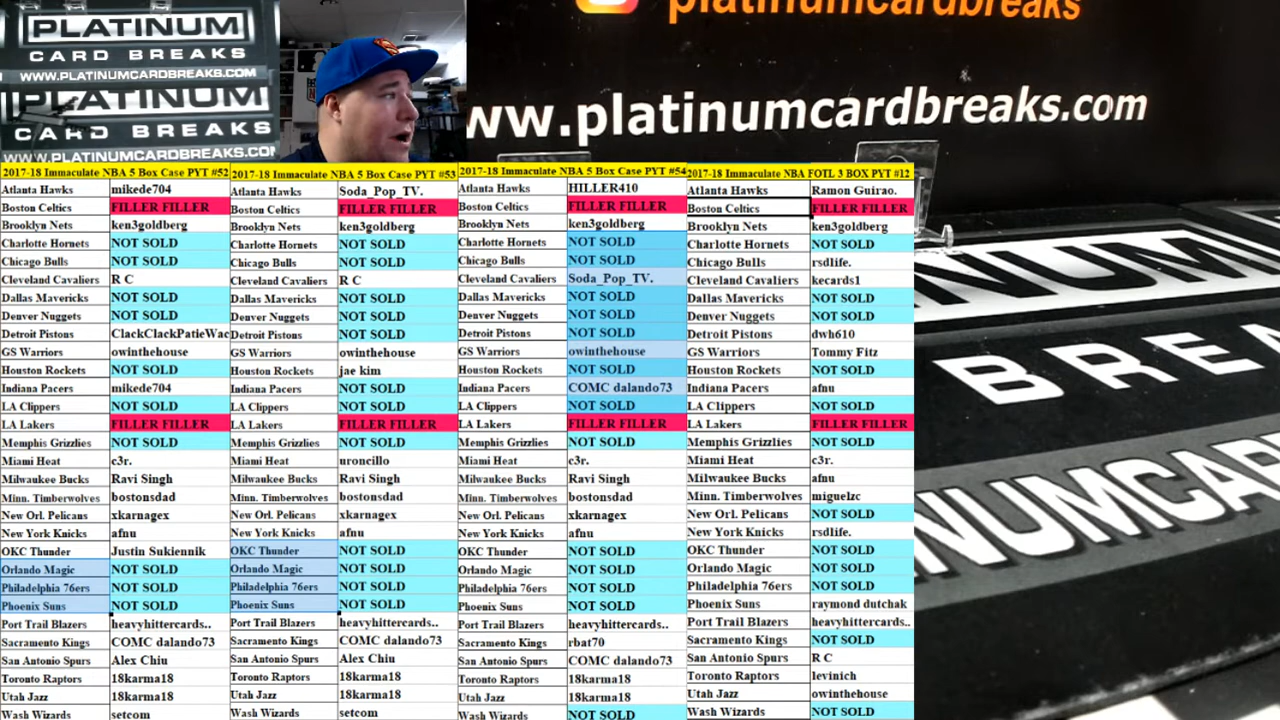 PLATINUM
CARD BREAKS
WWW.PLATINUMCARDBREAKS.COM
PLATINUM
CARD BREAKS
WWW.PLATINUMCARDBREAKS.COM
platinumcardbreaks
www.platinumcardbreaks.com
NUM
BREA
NUMCAR
2017-18 Immaculate NBA 5 Box Case PYT #52
Atlanta Hawks mikede704
Boston Celtics FILLER FILLER
Brooklyn Nets ken3goldberg
Charlotte Hornets NOT SOLD
Chicago Bulls NOT SOLD
Cleveland Cavaliers R C
Dallas Mavericks NOT SOLD
Denver Nuggets NOT SOLD
Detroit Pistons ClackClackPatieWac
GS Warriors owinthehouse
Houston Rockets NOT SOLD
Indiana Pacers mikede704
LA Clippers NOT SOLD
LA Lakers FILLER FILLER
Memphis Grizzlies NOT SOLD
Miami Heat c3r.
Milwaukee Bucks Ravi Singh
Minn. Timberwolves bostonsdad
New Orl. Pelicans xkarnagex
New York Knicks afnu
OKC Thunder Justin Sukiennik
Orlando Magic NOT SOLD
Philadelphia 76ers NOT SOLD
Phoenix Suns NOT SOLD
Port Trail Blazers heavyhittercards..
Sacramento Kings COMC dalando73
San Antonio Spurs Alex Chiu
Toronto Raptors 18karma18
Utah Jazz 18karma18
Wash Wizards setcom
2017-18 Immaculate NBA 5 Box Case PYT #53
Atlanta Hawks Soda_Pop_TV.
Boston Celtics FILLER FILLER
Brooklyn Nets ken3goldberg
Charlotte Hornets NOT SOLD
Chicago Bulls NOT SOLD
Cleveland Cavaliers R C
Dallas Mavericks NOT SOLD
Denver Nuggets NOT SOLD
Detroit Pistons NOT SOLD
GS Warriors owinthehouse
Houston Rockets jae kim
Indiana Pacers NOT SOLD
LA Clippers NOT SOLD
LA Lakers FILLER FILLER
Memphis Grizzlies NOT SOLD
Miami Heat uroncillo
Milwaukee Bucks Ravi Singh
Minn. Timberwolves bostonsdad
New Orl. Pelicans xkarnagex
New York Knicks afnu
OKC Thunder NOT SOLD
Orlando Magic NOT SOLD
Philadelphia 76ers NOT SOLD
Phoenix Suns NOT SOLD
Port Trail Blazers heavyhittercards..
Sacramento Kings COMC dalando73
San Antonio Spurs Alex Chiu
Toronto Raptors 18karma18
Utah Jazz 18karma18
Wash Wizards setcom
2017-18 Immaculate NBA 5 Box Case PYT #54
Atlanta Hawks HILLER410
Boston Celtics FILLER FILLER
Brooklyn Nets ken3goldberg
Charlotte Hornets NOT SOLD
Chicago Bulls NOT SOLD
Cleveland Cavaliers Soda_Pop_TV.
Dallas Mavericks NOT SOLD
Denver Nuggets NOT SOLD
Detroit Pistons NOT SOLD
GS Warriors owinthehouse
Houston Rockets NOT SOLD
Indiana Pacers COMC dalando73
LA Clippers NOT SOLD
LA Lakers FILLER FILLER
Memphis Grizzlies NOT SOLD
Miami Heat c3r.
Milwaukee Bucks Ravi Singh
Minn. Timberwolves bostonsdad
New Orl. Pelicans xkarnagex
New York Knicks afnu
OKC Thunder NOT SOLD
Orlando Magic NOT SOLD
Philadelphia 76ers NOT SOLD
Phoenix Suns NOT SOLD
Port Trail Blazers heavyhittercards..
Sacramento Kings rbat70
San Antonio Spurs COMC dalando73
Toronto Raptors 18karma18
Utah Jazz 18karma18
Wash Wizards NOT SOLD
2017-18 Immaculate NBA FOTL 3 BOX PYT #12
Atlanta Hawks Ramon Guirao.
Boston Celtics FILLER FILLER
Brooklyn Nets ken3goldberg
Charlotte Hornets NOT SOLD
Chicago Bulls rsdlife.
Cleveland Cavaliers kecards1
Dallas Mavericks NOT SOLD
Denver Nuggets NOT SOLD
Detroit Pistons dwh610
GS Warriors Tommy Fitz
Houston Rockets NOT SOLD
Indiana Pacers afnu
LA Clippers NOT SOLD
LA Lakers FILLER FILLER
Memphis Grizzlies NOT SOLD
Miami Heat c3r.
Milwaukee Bucks afnu
Minn. Timberwolves miguelzc
New Orl. Pelicans NOT SOLD
New York Knicks rsdlife.
OKC Thunder NOT SOLD
Orlando Magic NOT SOLD
Philadelphia 76ers NOT SOLD
Phoenix Suns raymond dutchak
Port Trail Blazers heavyhittercards..
Sacramento Kings NOT SOLD
San Antonio Spurs R C
Toronto Raptors levinich
Utah Jazz owinthehouse
Wash Wizards NOT SOLD